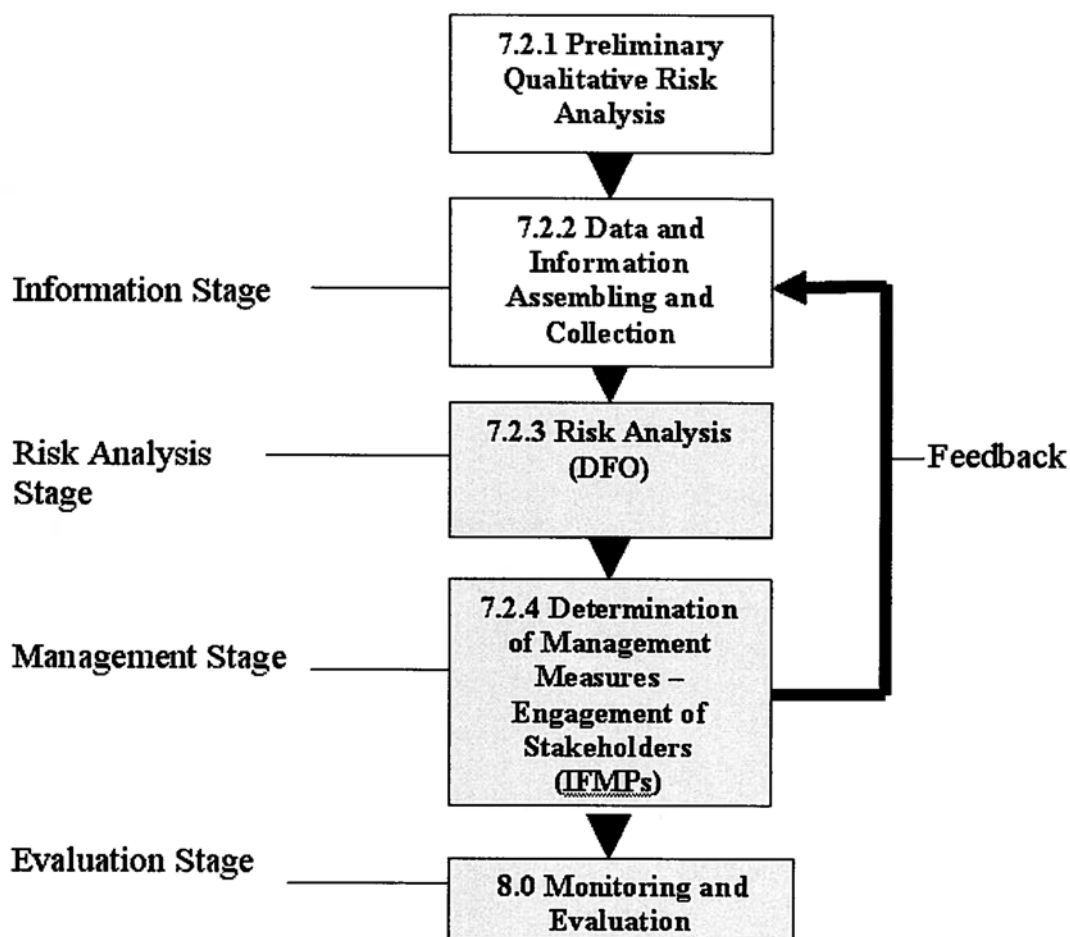 7.2.1 Preliminary
Qualitative Risk
Analysis
7.2.2 Data and
Information
Assembling and
Collection
Information Stage
7.2.3 Risk Analysis
(DFO)
Risk Analysis
Stage
Feedback
7.2.4 Determination
of Management
Measures –
Engagement of
Stakeholders
(IFMPs)
Management Stage
Evaluation Stage
8.0 Monitoring and
Evaluation